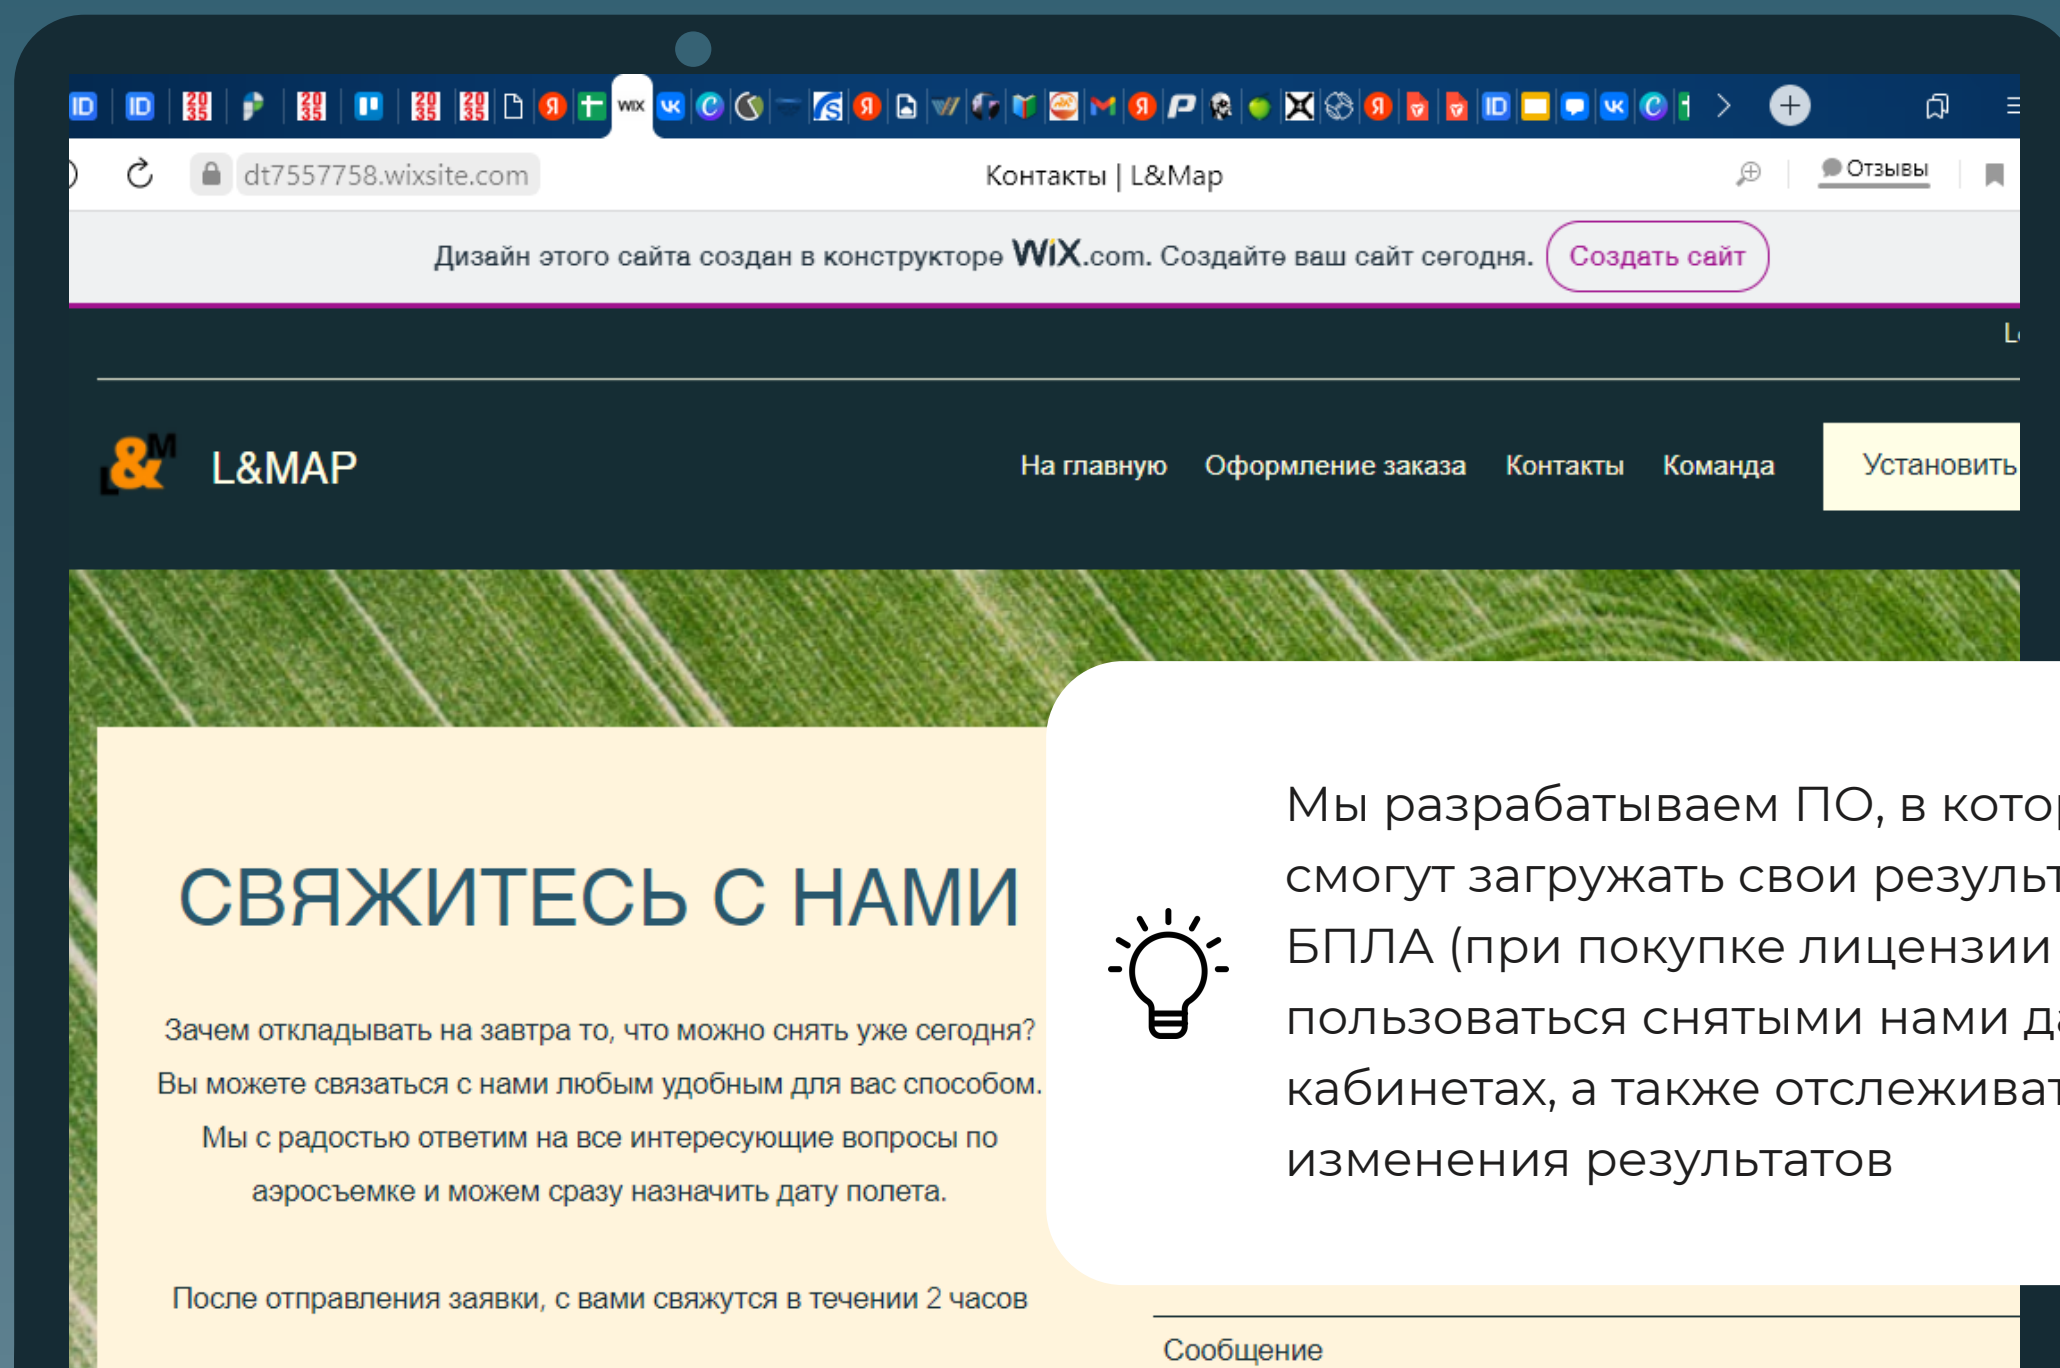 dt7557758.wixsite.com
Контакты | L&Map
Отзывы
Дизайн этого сайта создан в конструкторе WiX.com. Создайте ваш сайт сегодня.
Создать сайт
L&M
L&MAP
На главную Оформление заказа Контакты Команда Установить
СВЯЖИТЕСЬ С НАМИ
Зачем откладывать на завтра то, что можно снять уже сегодня?
Вы можете связаться с нами любым удобным для вас способом.
Мы с радостью ответим на все интересующие вопросы по
аэросъемке и можем сразу назначить дату полета.
После отправления заявки, с вами свяжутся в течении 2 часов
Мы разрабатываем ПО, в
смогут загружать свои
БПЛА (при покупке лицензии
пользоваться снятыми нами
кабинетах, а также
изменения результатов
Сообщение